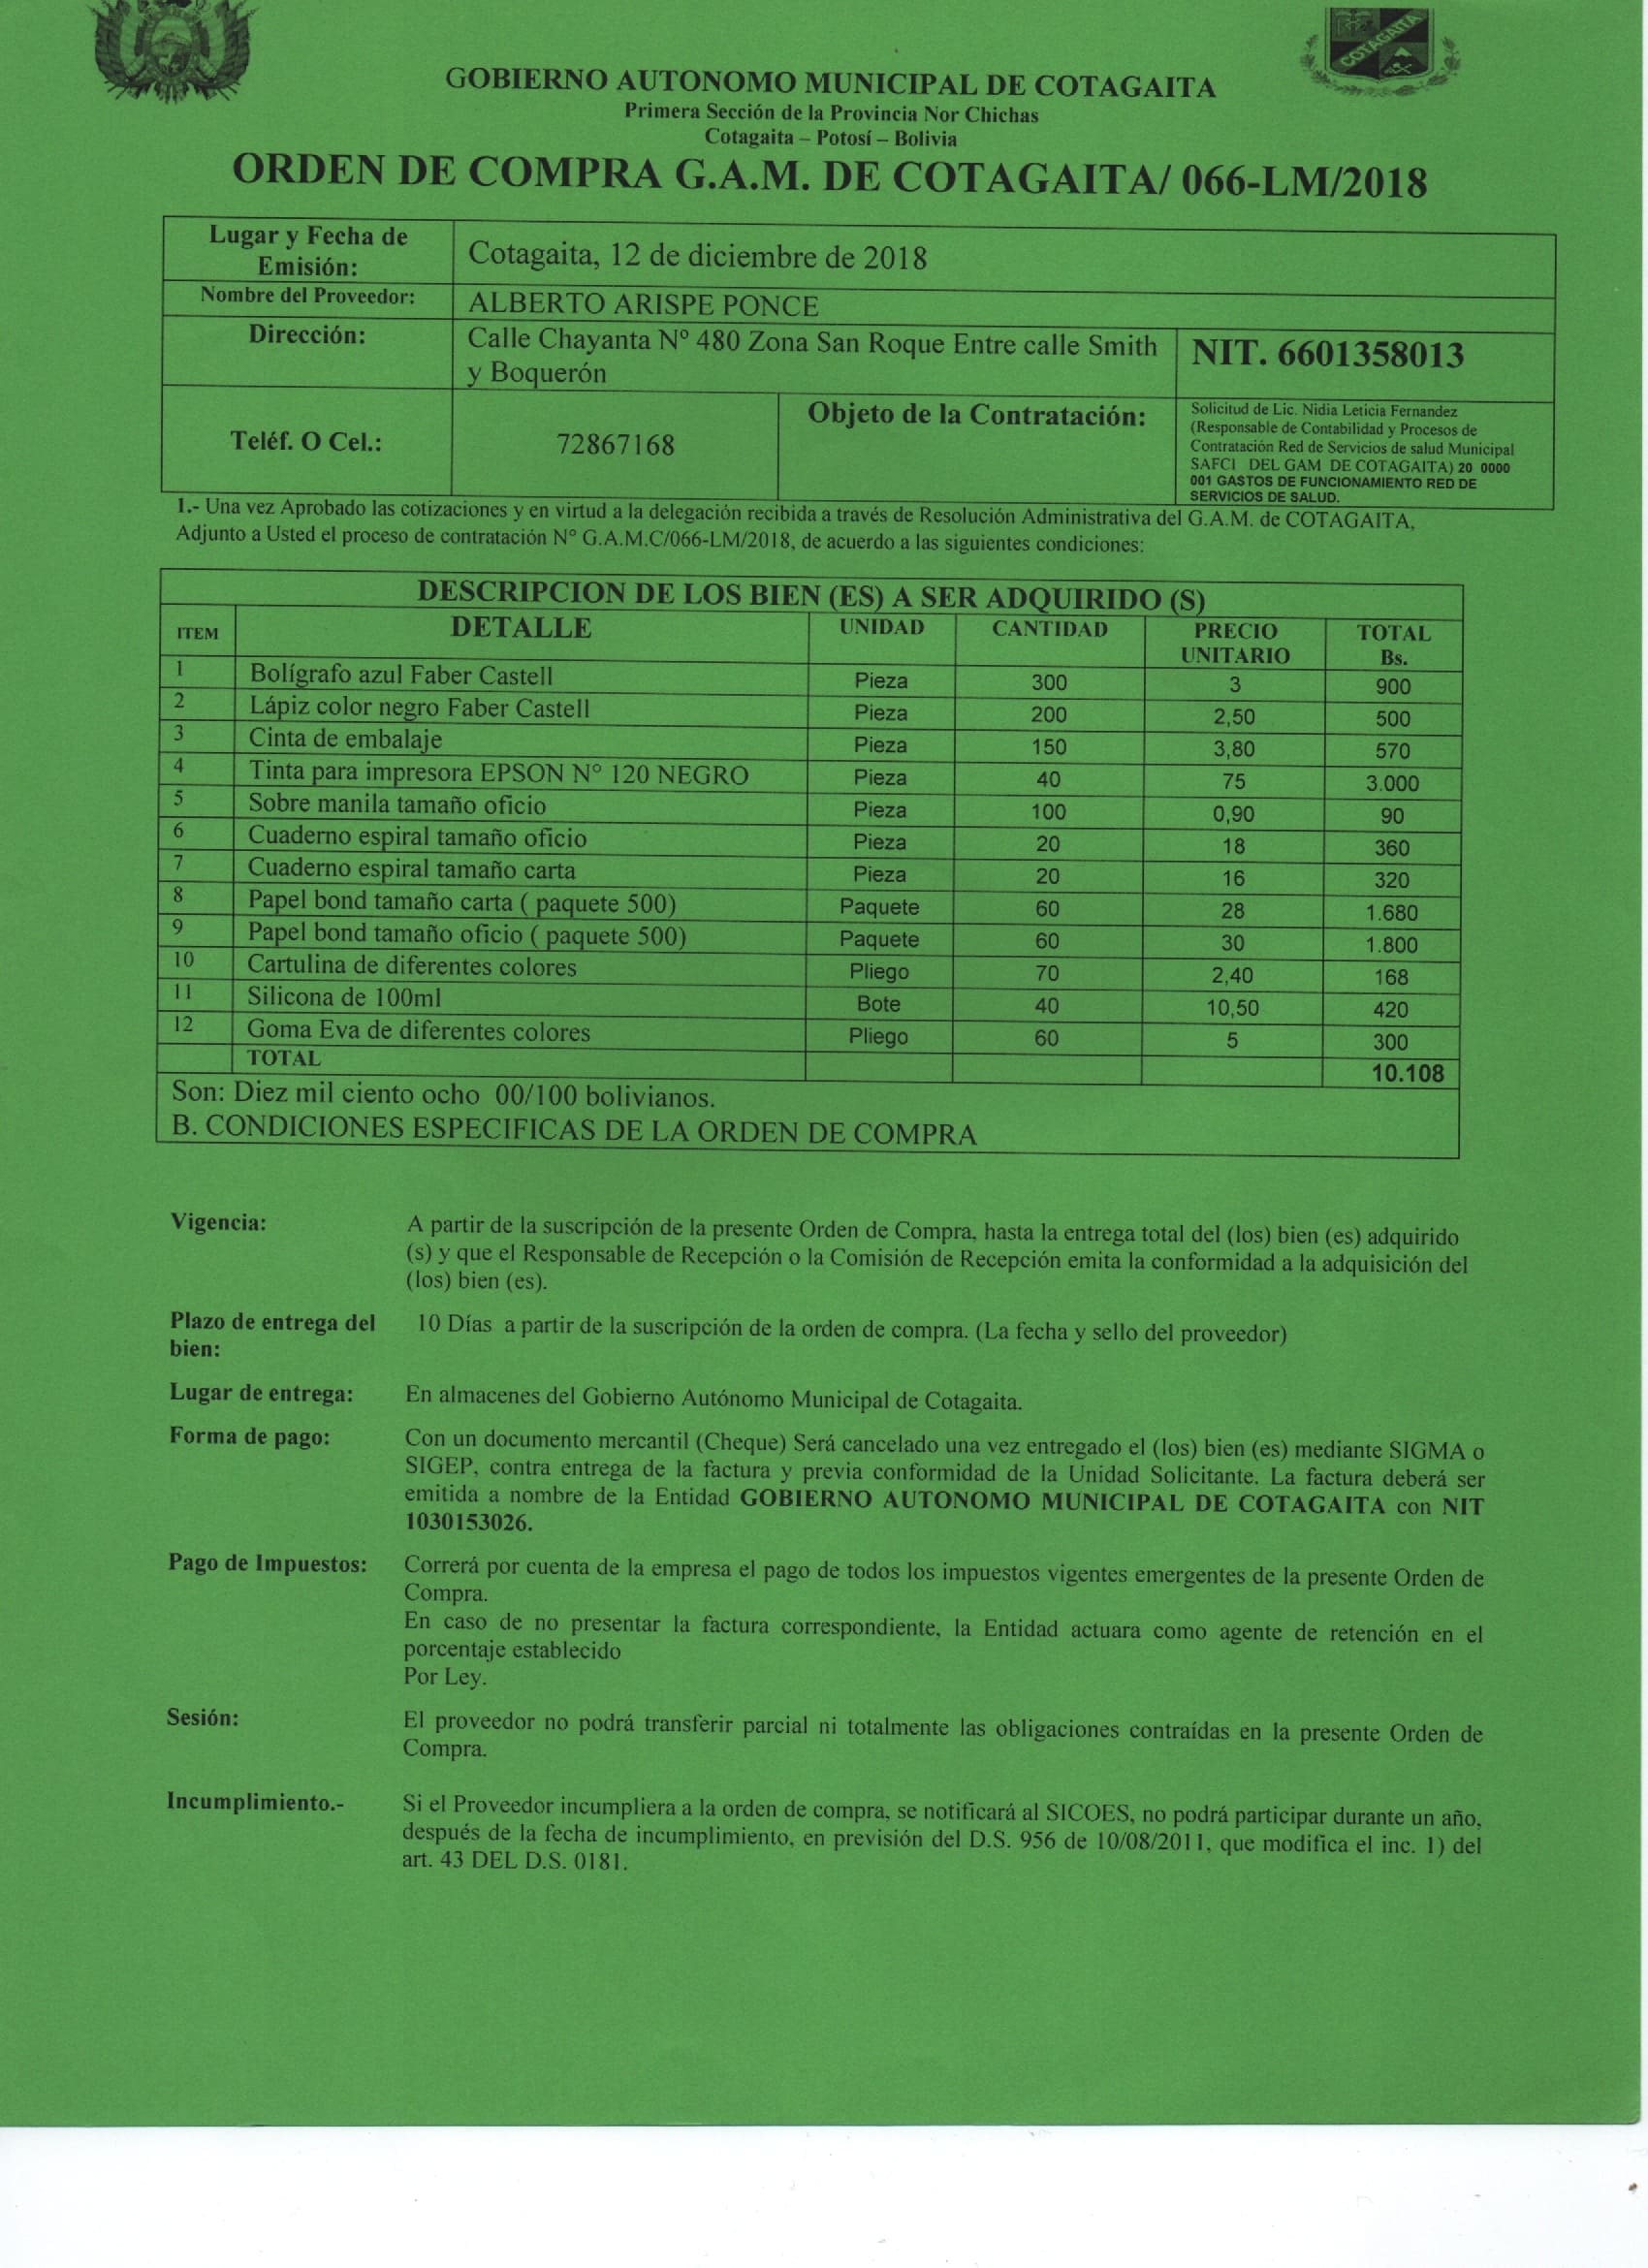 COTAGAITA
GOBIERNO AUTONOMO MUNICIPAL DE COTAGAITA
Primera Sección de la Provincia Nor Chichas
Cotagaita – Potosí – Bolivia
ORDEN DE COMPRA G.A.M. DE COTAGAITA/ 066-LM/2018
Lugar y Fecha de
Emisión:
Cotagaita, 12 de diciembre de 2018
Nombre del Proveedor:
ALBERTO ARISPE PONCE
Dirección:
Calle Chayanta Nº 480 Zona San Roque Entre calle Smith
y Boquerón
NIT. 6601358013
Teléf. O Cel.:
72867168
Objeto de la Contratación:
Solicitud de Lic. Nidia Leticia Fernandez
(Responsable de Contabilidad y Procesos de
Contratación Red de Servicios de salud Municipal
SAFCI DEL GAM DE COTAGAITA) 20 0000
001 GASTOS DE FUNCIONAMIENTO RED DE
SERVICIOS DE SALUD.
1.- Una vez Aprobado las cotizaciones y en virtud a la delegación recibida a través de Resolución Administrativa del G.A.M. de COTAGAITA,
Adjunto a Usted el proceso de contratación N° G.A.M.C/066-LM/2018, de acuerdo a las siguientes condiciones:
DESCRIPCION DE LOS BIEN (ES) A SER ADQUIRIDO (S)
ITEM DETALLE UNIDAD CANTIDAD PRECIO TOTAL
UNITARIO Bs.
1 Bolígrafo azul Faber Castell Pieza 300 3 900
2 Lápiz color negro Faber Castell Pieza 200 2,50 500
3 Cinta de embalaje Pieza 150 3,80 570
4 Tinta para impresora EPSON N° 120 NEGRO Pieza 40 75 3.000
5 Sobre manila tamaño oficio Pieza 100 0,90 90
6 Cuaderno espiral tamaño oficio Pieza 20 18 360
7 Cuaderno espiral tamaño carta Pieza 20 16 320
8 Papel bond tamaño carta ( paquete 500) Paquete 60 28 1.680
9 Papel bond tamaño oficio ( paquete 500) Paquete 60 30 1.800
10 Cartulina de diferentes colores Pliego 70 2,40 168
11 Silicona de 100ml Bote 40 10,50 420
12 Goma Eva de diferentes colores Pliego 60 5 300
TOTAL 10.108
Son: Diez mil ciento ocho 00/100 bolivianos.
B. CONDICIONES ESPECIFICAS DE LA ORDEN DE COMPRA
Vigencia:
A partir de la suscripción de la presente Orden de Compra, hasta la entrega total del (los) bien (es) adquirido
(s) y que el Responsable de Recepción o la Comisión de Recepción emita la conformidad a la adquisición del
(los) bien (es).
Plazo de entrega del
bien:
10 Días a partir de la suscripción de la orden de compra. (La fecha y sello del proveedor)
Lugar de entrega:
En almacenes del Gobierno Autónomo Municipal de Cotagaita.
Forma de pago:
Con un documento mercantil (Cheque) Será cancelado una vez entregado el (los) bien (es) mediante SIGMA o
SIGEP, contra entrega de la factura y previa conformidad de la Unidad Solicitante. La factura deberá ser
emitida a nombre de la Entidad GOBIERNO AUTONOMO MUNICIPAL DE COTAGAITA con NIT
1030153026.
Pago de Impuestos:
Correrá por cuenta de la empresa el pago de todos los impuestos vigentes emergentes de la presente Orden de
Compra.
En caso de no presentar la factura correspondiente, la Entidad actuara como agente de retención en el
porcentaje establecido
Por Ley.
Sesión:
El proveedor no podrá transferir parcial ni totalmente las obligaciones contraídas en la presente Orden de
Compra.
Incumplimiento.-
Si el Proveedor incumpliera a la orden de compra, se notificará al SICOES, no podrá participar durante un año,
después de la fecha de incumplimiento, en previsión del D.S. 956 de 10/08/2011, que modifica el inc. 1) del
art. 43 DEL D.S. 0181.